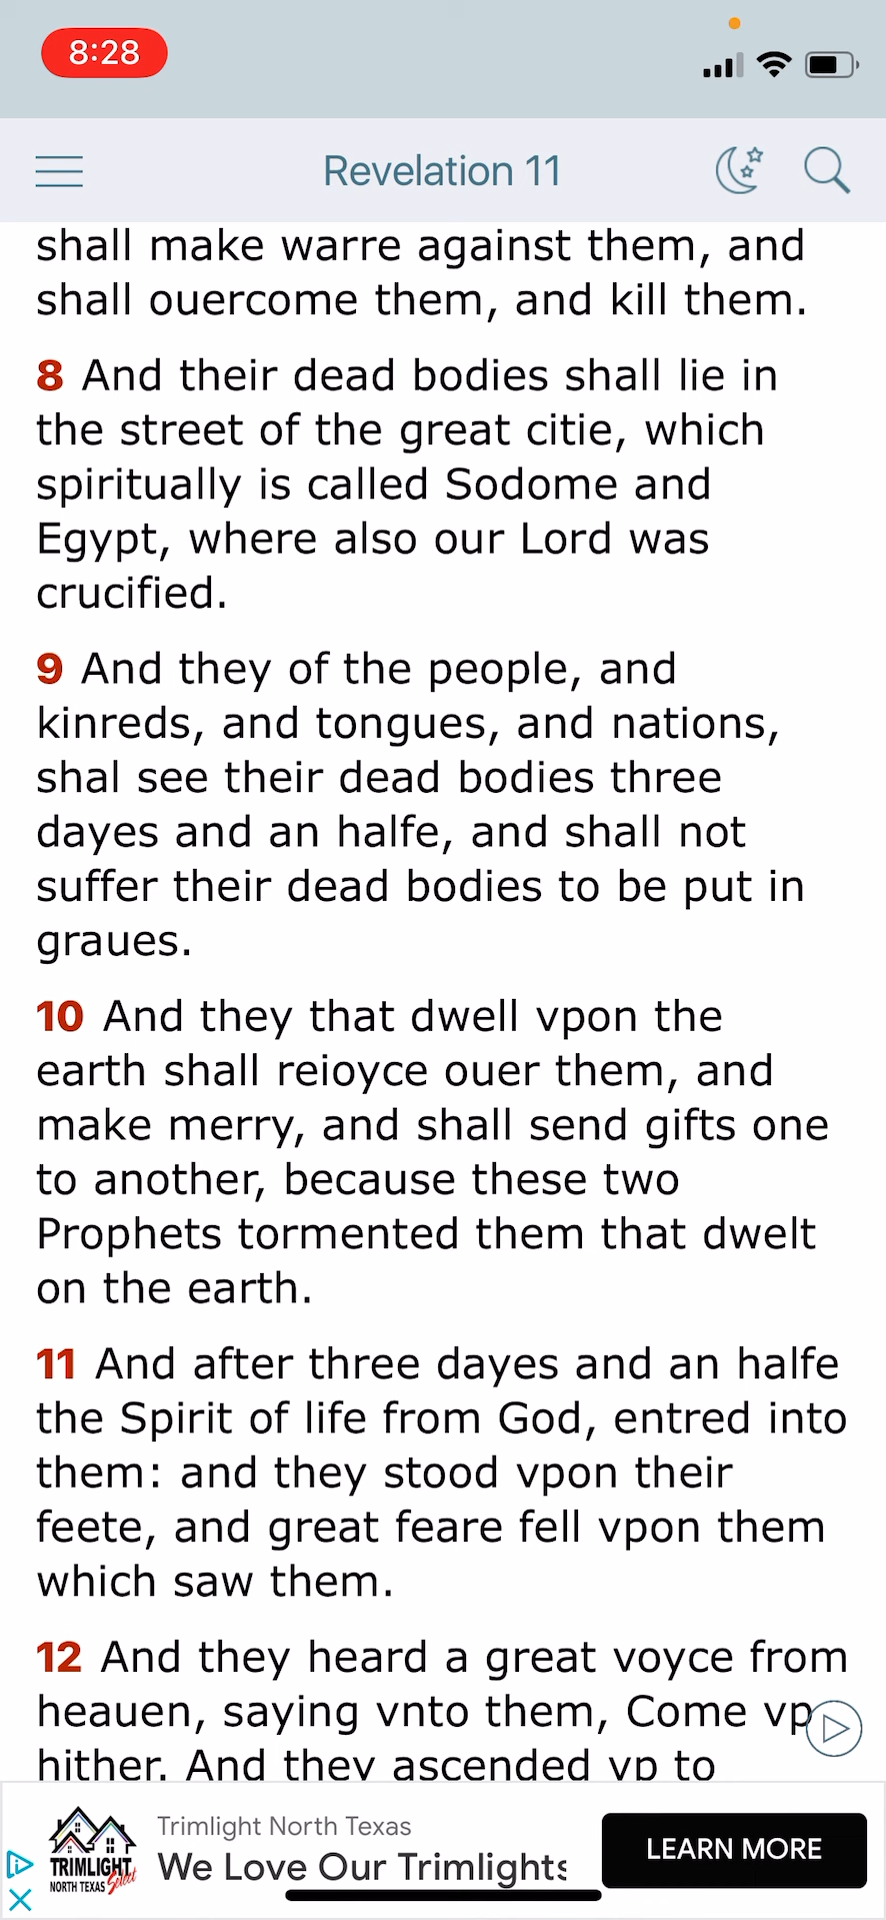 8:28
Revelation 11
shall make warre against them, and
shall ouercome them, and kill them.
8 And their dead bodies shall lie in
the street of the great citie, which
spiritually is called Sodome and
Egypt, where also our Lord was
crucified.
9 And they of the people, and
kinreds, and tongues, and nations,
shal see their dead bodies three
dayes and an halfe, and shall not
suffer their dead bodies to be put in
graues.
10 And they that dwell vpon the
earth shall reioyce ouer them, and
make merry, and shall send gifts one
to another, because these two
Prophets tormented them that dwelt
on the earth.
11 And after three dayes and an halfe
the Spirit of life from God, entred into
them: and they stood vpon their
feete, and great feare fell vpon them
which saw them.
12 And they heard a great voyce from
heauen, saying vnto them, Come vp
hither. And they ascended vp to
Trimlight North Texas
We Love Our Trimlights
LEARN MORE
TRIMLIGHT
NORTH TEXAS Select